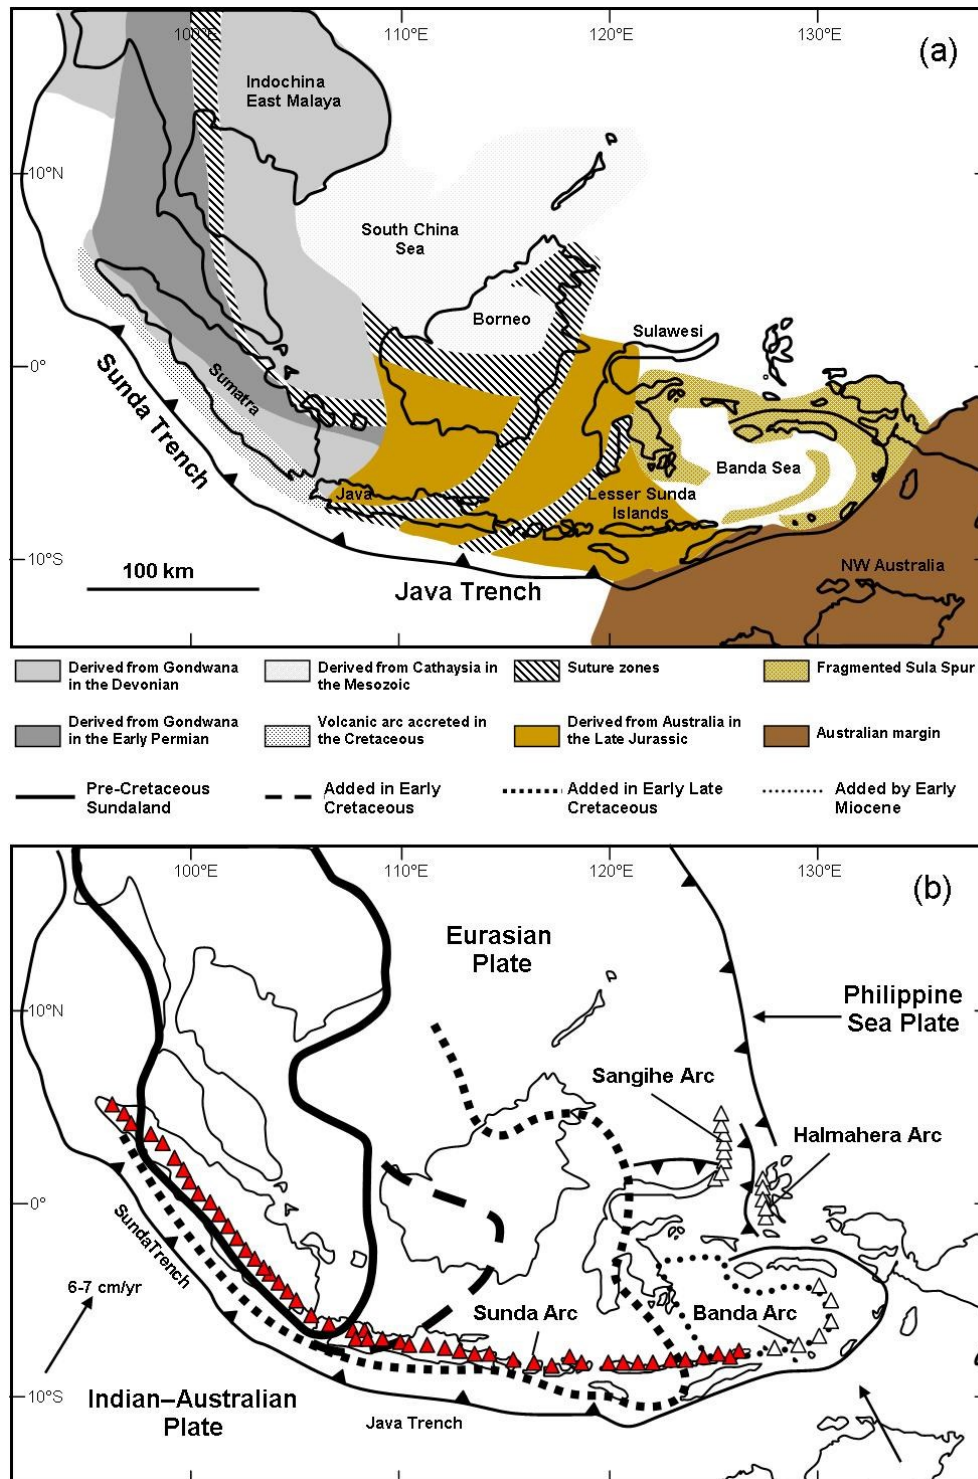 100°E
110°E
120°E
130°E
(a)
Indochina
East Malaya
10°N
South China
Sea
Borneo
Sulawesi
0°
Sumatra
Sunda Trench
Banda Sea
Java
Lesser Sunda
Islands
10°S
NW Australia
100 km
Java Trench
Derived from Gondwana
in the Devonian
Derived from Cathaysia in
the Mesozoic
Suture zones
Fragmented Sula Spur
Derived from Gondwana
in the Early Permian
Volcanic arc accreted in
the Cretaceous
Derived from Australia in
the Late Jurassic
Australian margin
Pre-Cretaceous
Sundaland
Added in Early
Cretaceous
Added in Early Late
Cretaceous
Added by Early
Miocene
100°E
110°E
120°E
130°E
(b)
Eurasian
Plate
10°N
Philippine
Sea Plate
Sangihe Arc
Halmahera Arc
0°
SundaTrench
6-7 cm/yr
Sunda Arc
Banda Arc
10°S
Indian–Australian
Plate
Java Trench